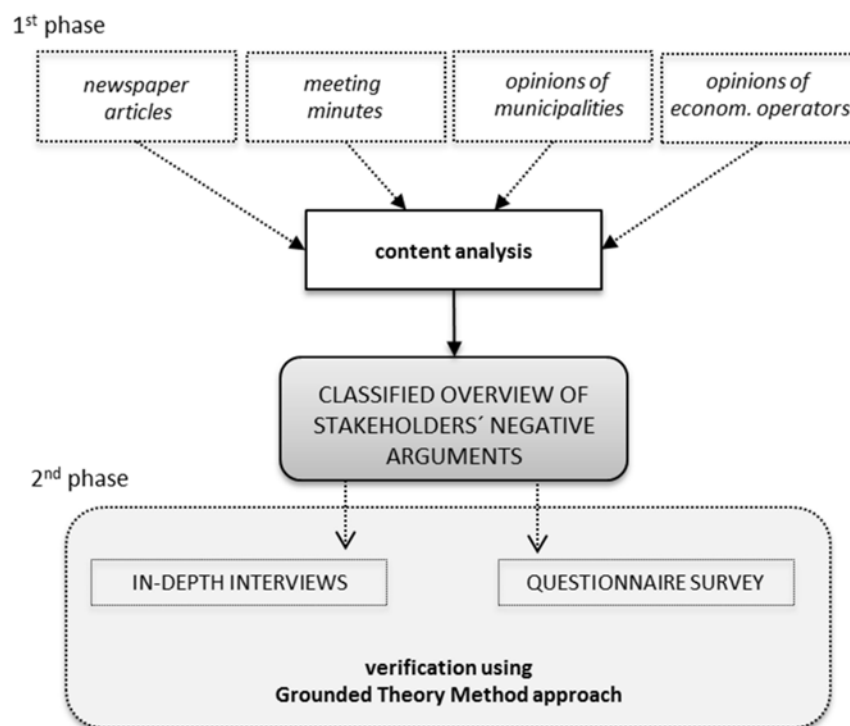 1st phase
newspaper
articles
meeting
minutes
opinions of
municipalities
opinions of
econom. operators
content analysis
CLASSIFIED OVERVIEW OF
STAKEHOLDERS´ NEGATIVE
ARGUMENTS
2nd phase
IN-DEPTH INTERVIEWS
QUESTIONNAIRE SURVEY
verification using
Grounded Theory Method approach